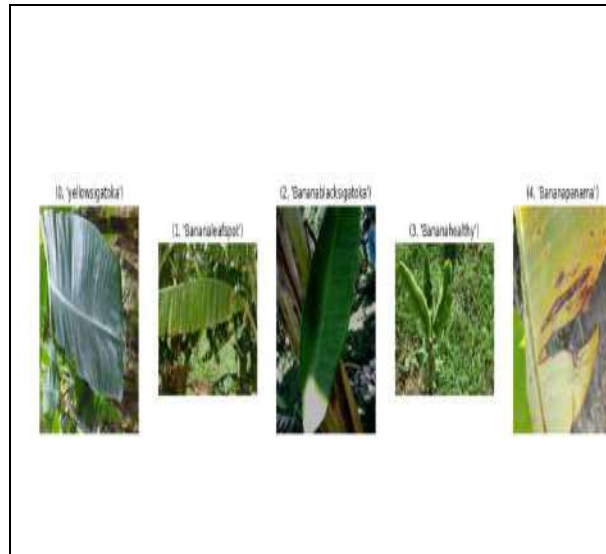 (0, 'yellowsigatoka')
(1, 'Bananaleafspot')
(2, 'Bananablacksigatoka')
(3, 'Bananahealthy')
(4, 'Bananapanama')